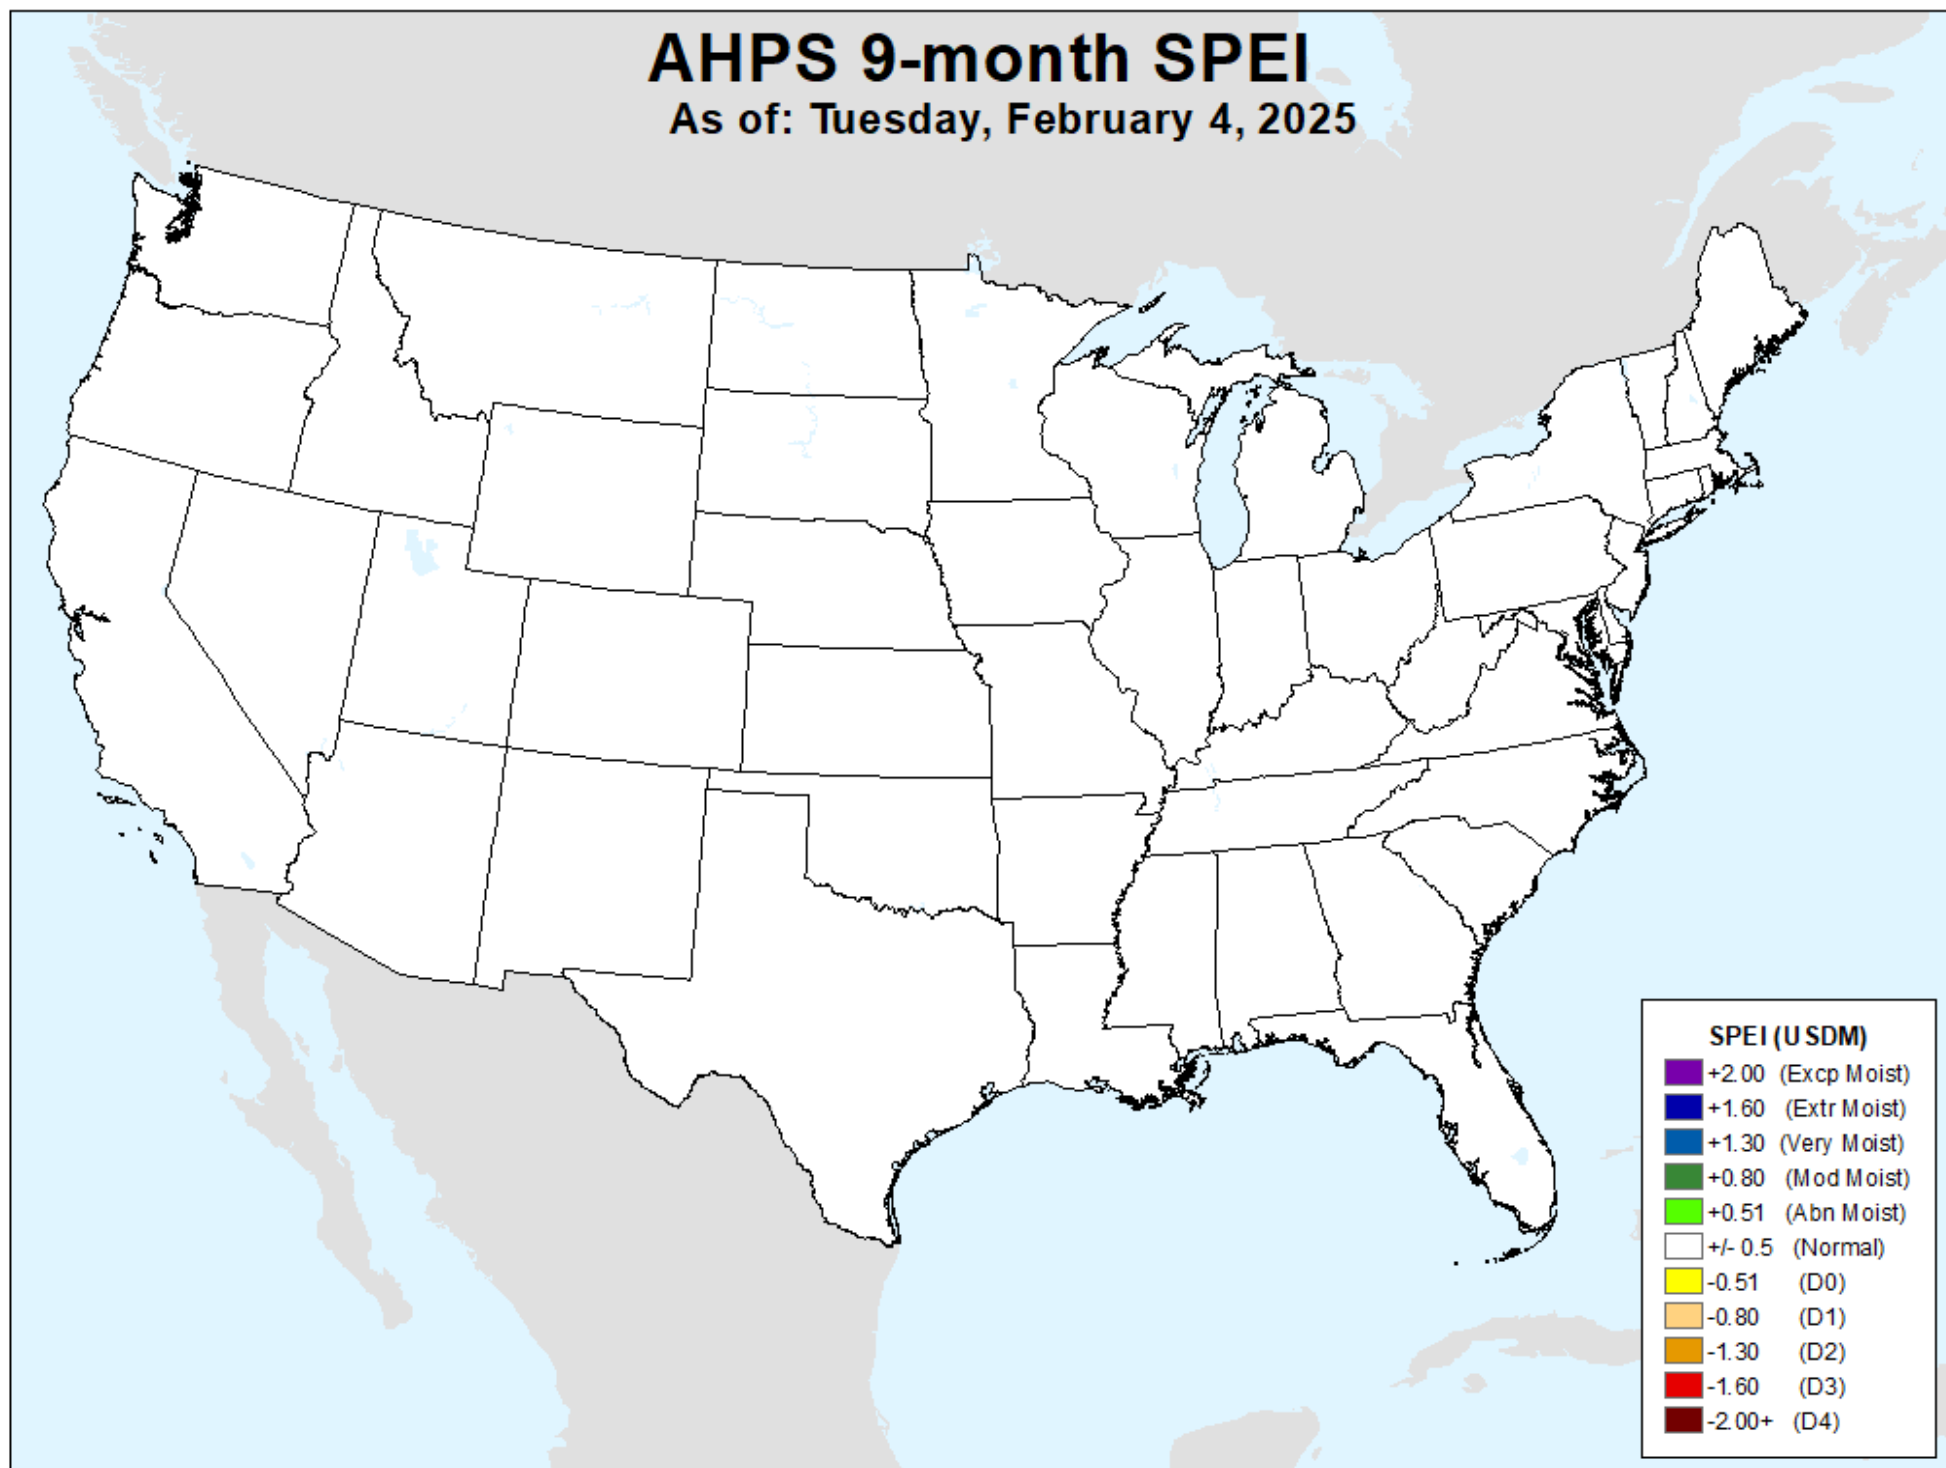 AHPS 9-month SPEI
As of: Tuesday, February 4, 2025
SPEI (USDM)
+2.00 (Excp Moist)
+1.60 (Extr Moist)
+1.30 (Very Moist)
+0.80 (Mod Moist)
+0.51 (Abn Moist)
+/- 0.5 (Normal)
-0.51 (D0)
-0.80 (D1)
-1.30 (D2)
-1.60 (D3)
-2.00+ (D4)